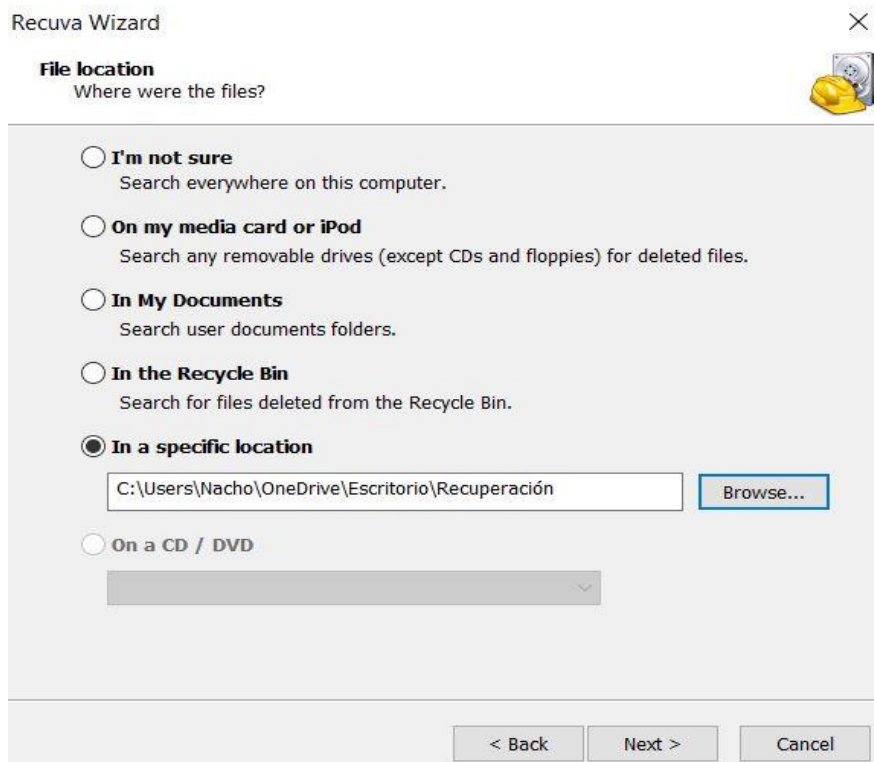 Recuva Wizard
File location
Where were the files?
I'm not sure
Search everywhere on this computer.
On my media card or iPod
Search any removable drives (except CDs and floppies) for deleted files.
In My Documents
Search user documents folders.
In the Recycle Bin
Search for files deleted from the Recycle Bin.
In a specific location
C:\Users\Nacho\OneDrive\Escritorio\Recuperación
Browse...
On a CD / DVD
< Back
Next >
Cancel